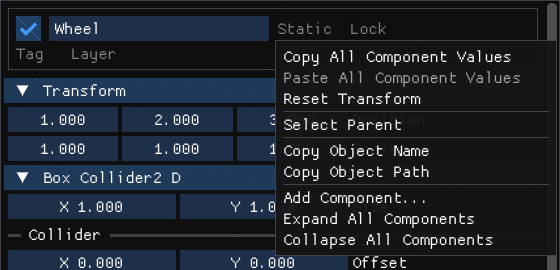 Wheel Static Lock
Tag Layer
Copy All Component Values
Paste All Component Values
Reset Transform
Select Parent
Copy Object Name
Copy Object Path
Add Component...
Expand All Components
Collapse All Components
Transform
1.000 2.000
1.000 1.000
Box Collider2 D
X 1.000 Y 1.0
Collider
X 0.000 Y 0.000 Offset